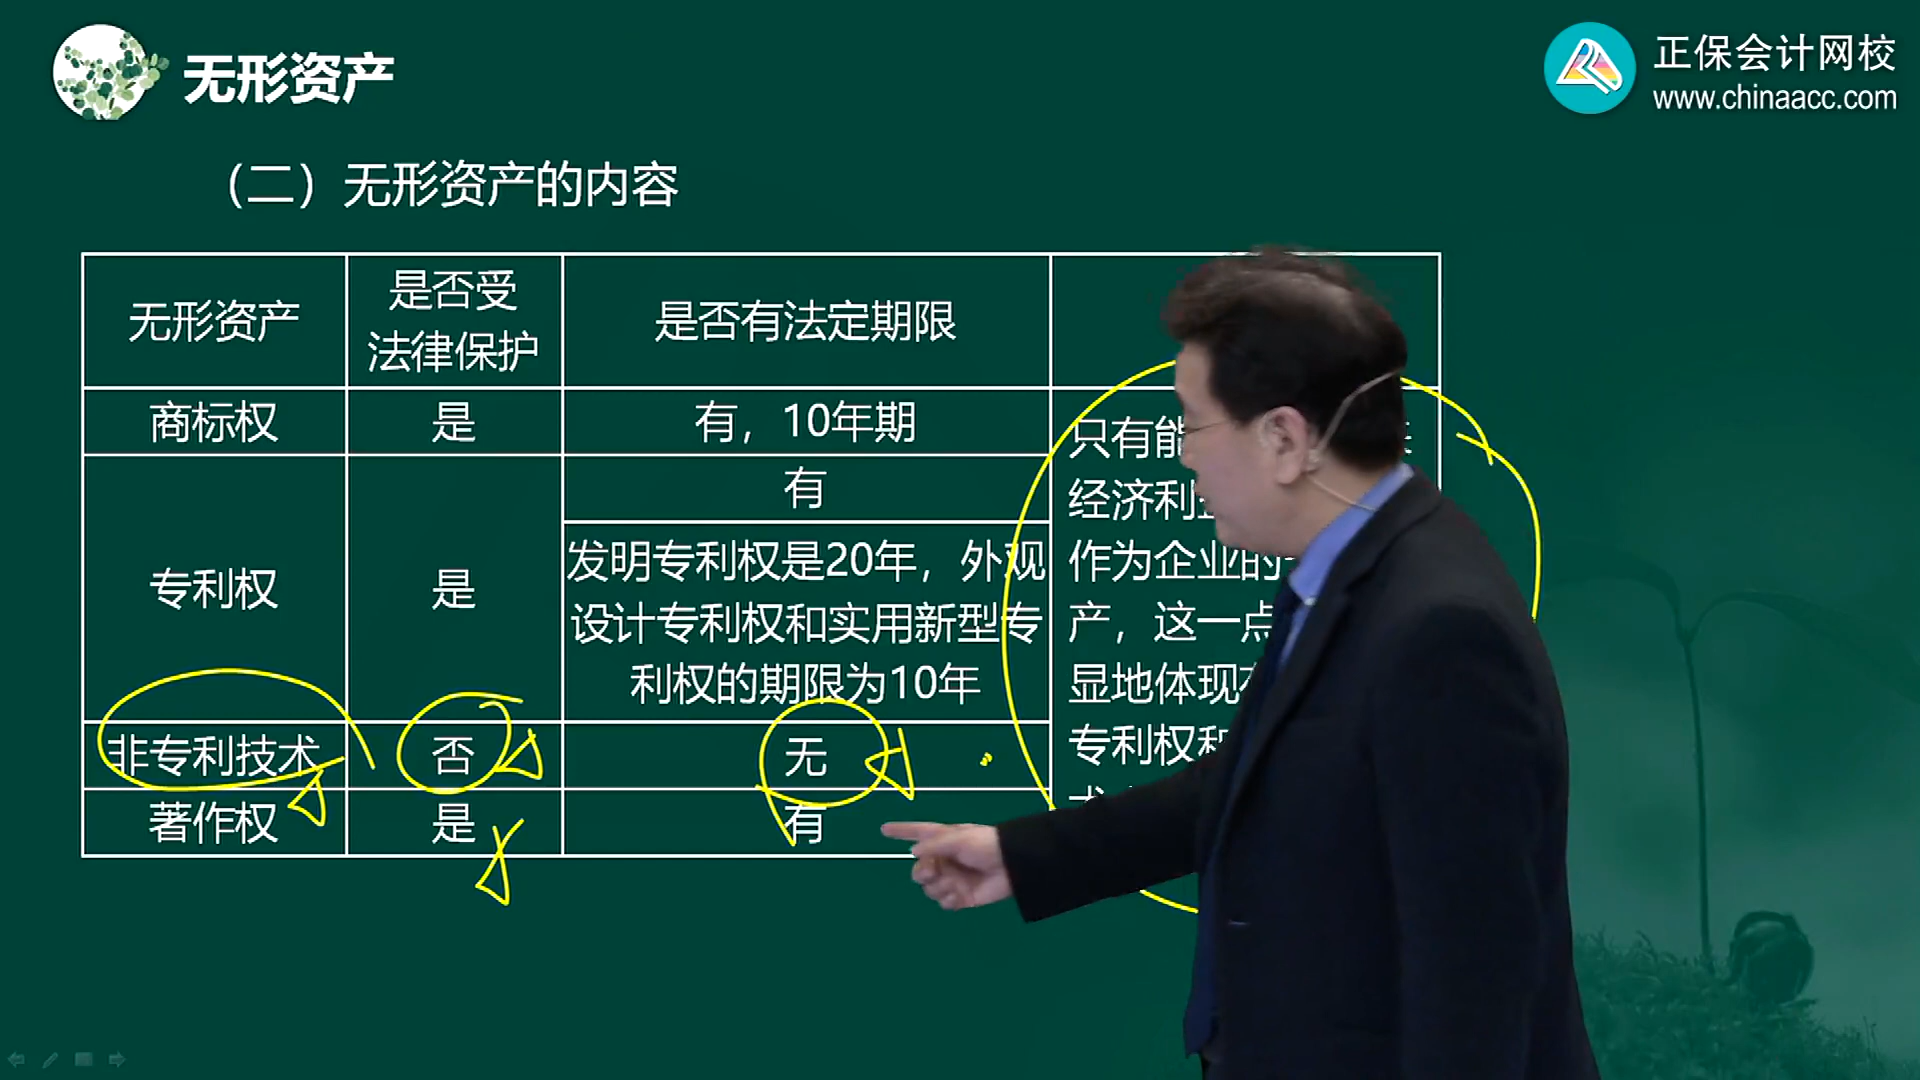 无形资产
正保会计网校
www.chinaacc.com
（二）无形资产的内容
无形资产
是否受
法律保护
是否有法定期限
商标权
是
有，10年期
专利权
是
有
发明专利权是20年，外观
设计专利权和实用新型专
利权的期限为10年
非专利技术
否
无
著作权
是
有
只有能
经济利
作为企业的
产，这一点
显地体现
专利权和